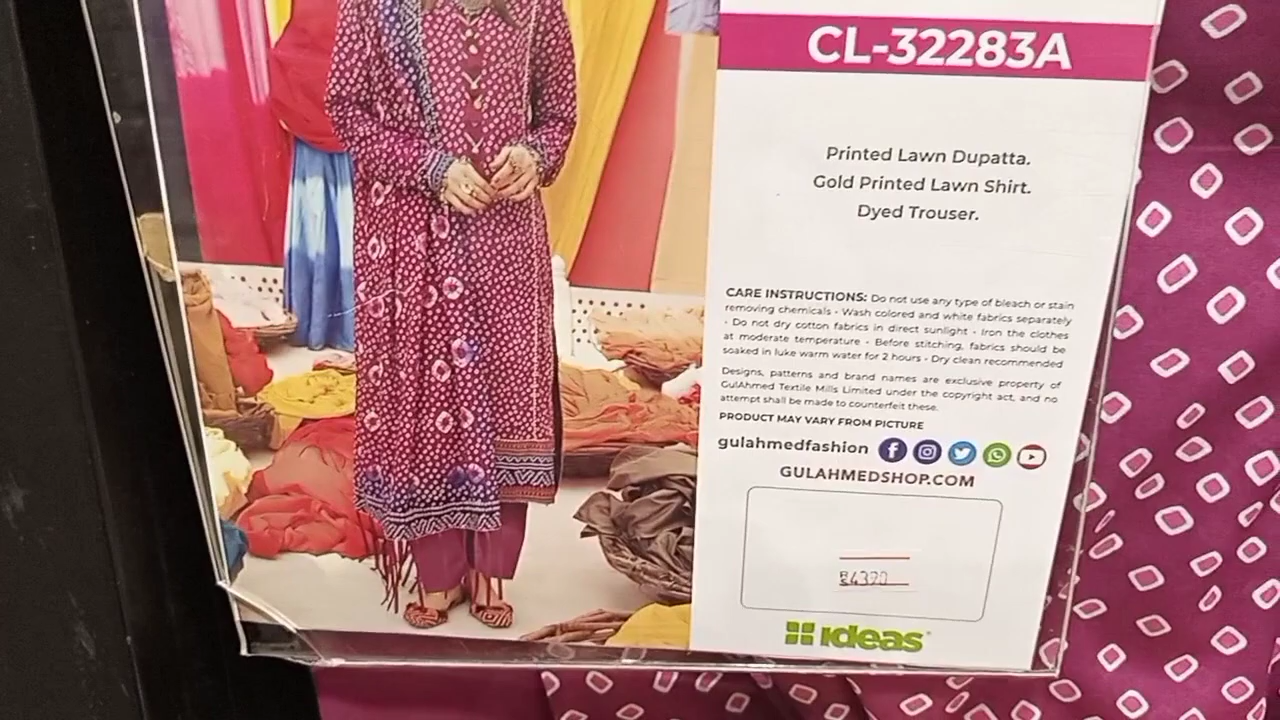 CL-32283A
Printed Lawn Dupatta.
Gold Printed Lawn Shirt.
Dyed Trouser.
CARE INSTRUCTIONS: Do not use any type of bleach or stain
removing chemicals • Wash colored and white fabrics separately
• Do not dry cotton fabrics in direct sunlight • Iron the clothes
at moderate temperature • Before stitching, fabrics should be
soaked in luke warm water for 2 hours • Dry clean recommended
Designs, patterns and brand names are exclusive property of
GulAhmed Textile Mills Limited under the copyright act, and no
attempt shall be made to counterfeit these.
PRODUCT MAY VARY FROM PICTURE
gulahmedfashion
GULAHMEDSHOP.COM
Rs4390
ideas